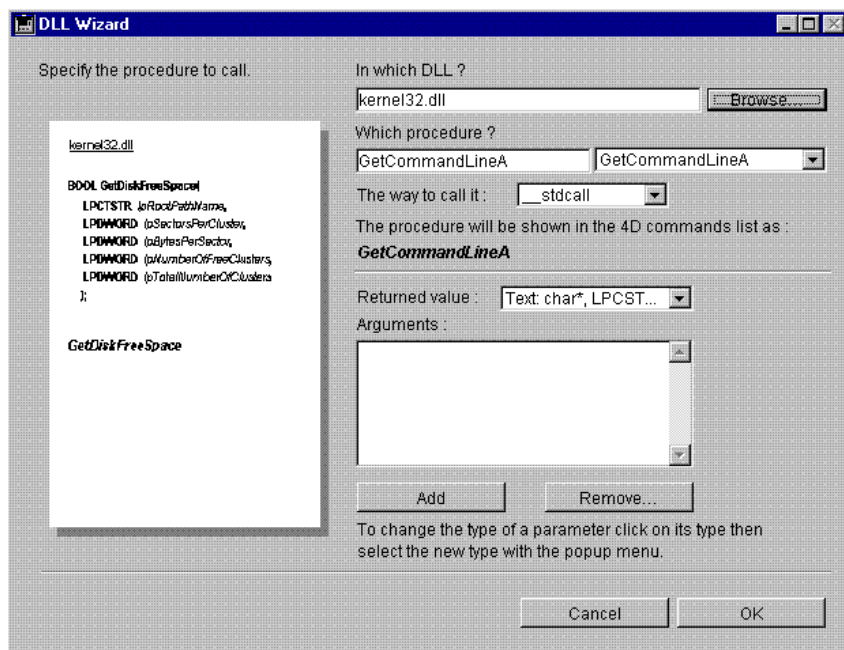 DLL Wizard
Specify the procedure to call.
kernel32.dll
BOOL GetDiskFreeSpace(
LPCTSTR lpRootPathName,
LPDWORD lpSectorsPerCluster,
LPDWORD lpBytesPerSector,
LPDWORD lpNumberOfFreeClusters,
LPDWORD lpTotalNumberOfClusters
);
GetDiskFreeSpace
In which DLL ?
kernel32.dll
Browse...
Which procedure ?
GetCommandLineA
GetCommandLineA
The way to call it :
__stdcall
The procedure will be shown in the 4D commands list as :
GetCommandLineA
Returned value :
Text: char*, LPCST...
Arguments :
Add
Remove...
To change the type of a parameter click on its type then
select the new type with the popup menu.
Cancel
OK